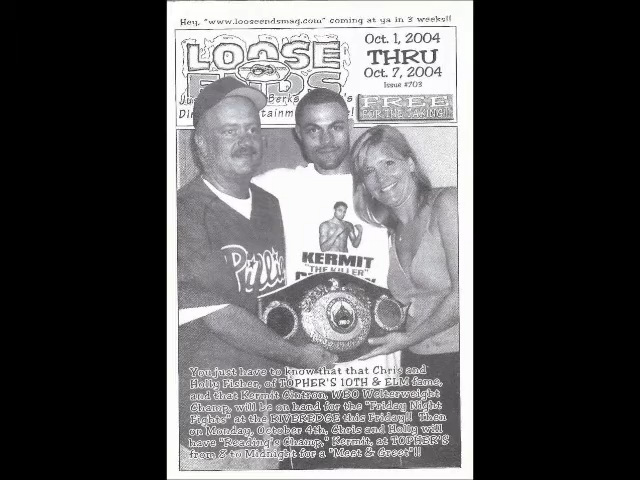 Hey, "www.looseendsmag.com" coming at ya in 3 weeks!!
LOOSE
ENDS
Oct. 1, 2004
THRU
Oct. 7, 2004
Issue #703
Berks
FREE
FOR THE TAKING!!
Phillies
KERMIT
"THE KILLER"
You just have to know that that Chris and
Holly Fisher, of TOPHER'S 10TH & ELM fame,
and that Kermit Cintron, WBO Welterweight
Champ, will be on hand for the "Friday Night
Fights" at the RIVEREDGE this Friday!! Then
on Monday, October 4th, Chris and Holly will
have "Reading's Champ," Kermit, at TOPHER'S
from 8 to Midnight for a "Meet & Greet"!!